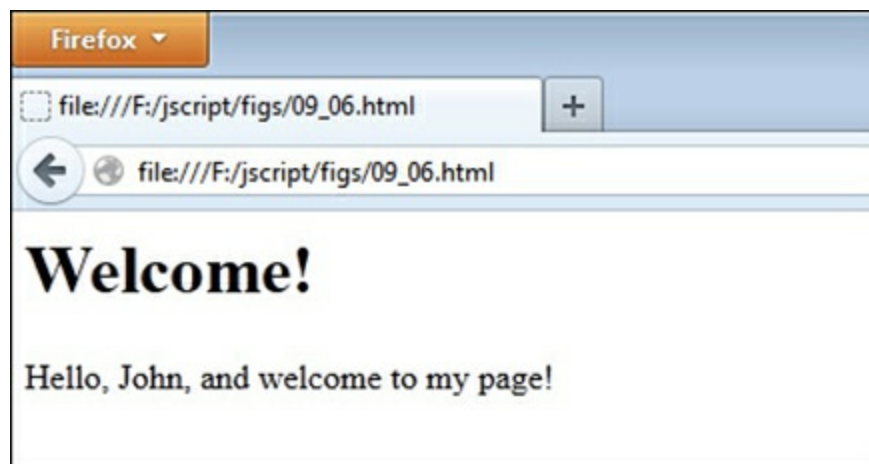 Firefox
file:///F:/jscript/figs/09_06.html
file:///F:/jscript/figs/09_06.html
Welcome!
Hello, John, and welcome to my page!